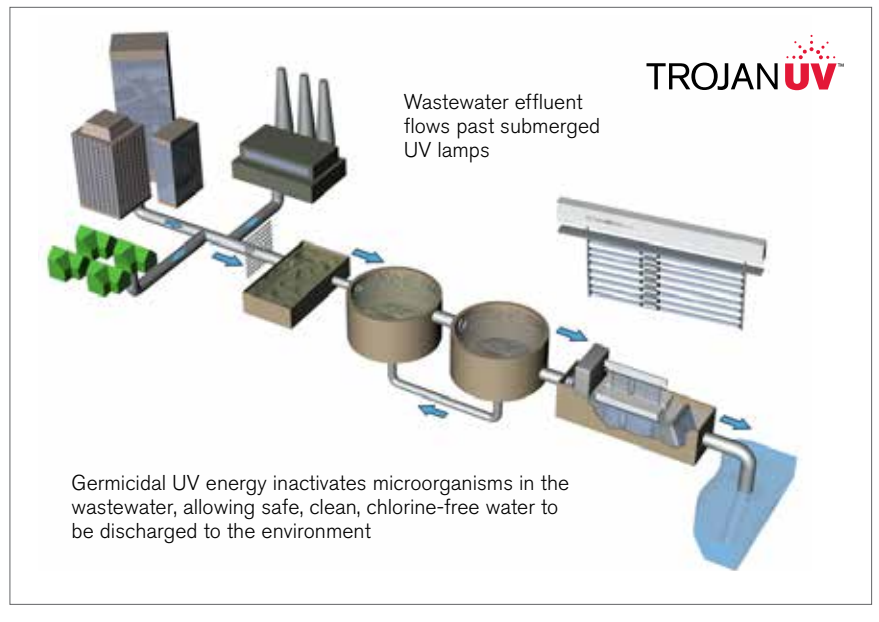 TROJANUV™
Wastewater effluent
flows past submerged
UV lamps
Germicidal UV energy inactivates microorganisms in the
wastewater, allowing safe, clean, chlorine-free water to
be discharged to the environment